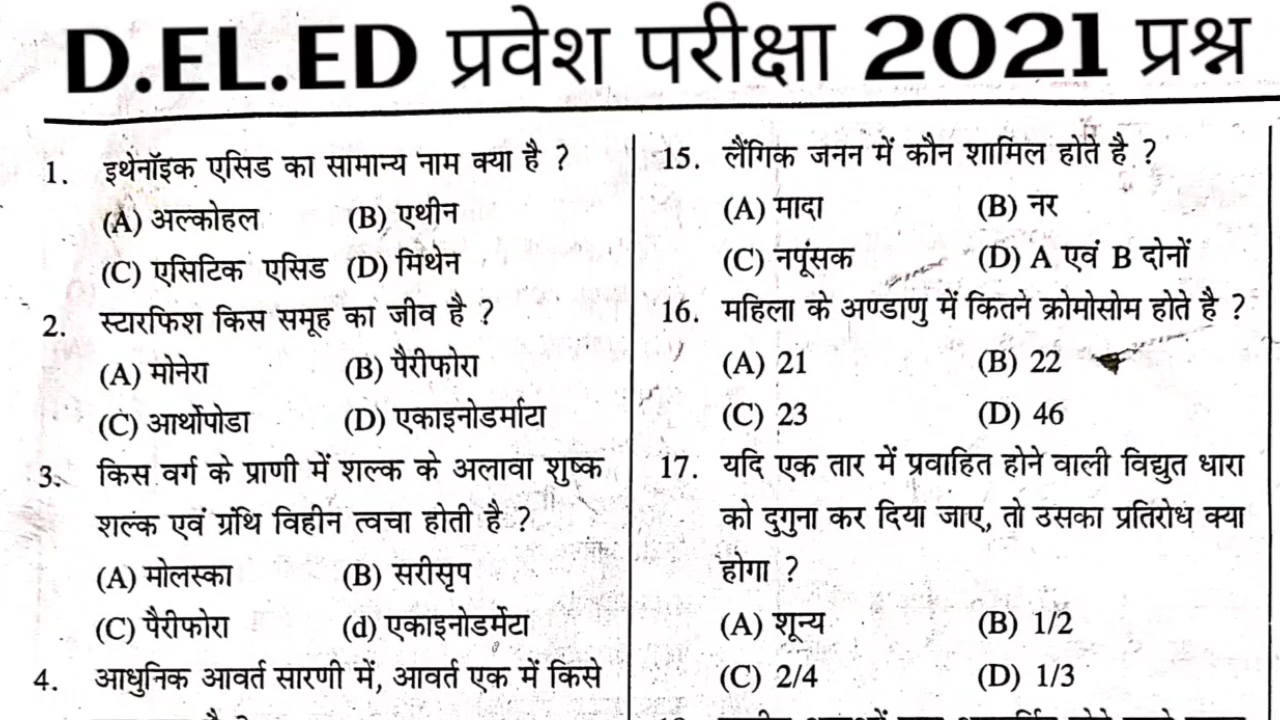 D.EL.ED प्रवेश परीक्षा 2021 प्रश्न
1. इथेनॉइक एसिड का सामान्य नाम क्या है ?
(A) अल्कोहल (B) एथीन
(C) एसिटिक एसिड (D) मिथेन
2. स्टारफिश किस समूह का जीव है ?
(A) मोनेरा (B) पैरीफोरा
(C) आर्थोपोडा (D) एकाइनोडर्माटा
3. किस वर्ग के प्राणी में शल्क के अलावा शुष्क
शल्क एवं ग्रंथि विहीन त्वचा होती है ?
(A) मोलस्का (B) सरीसृप
(C) पैरीफोरा (d) एकाइनोडर्मेटा
4. आधुनिक आवर्त सारणी में, आवर्त एक में किसे
15. लैंगिक जनन में कौन शामिल होते है ?
(A) मादा (B) नर
(C) नपूंसक (D) A एवं B दोनों
16. महिला के अण्डाणु में कितने क्रोमोसोम होते है ?
(A) 21 (B) 22
(C) 23 (D) 46
17. यदि एक तार में प्रवाहित होने वाली विद्युत धारा
को दुगुना कर दिया जाए, तो उसका प्रतिरोध क्या
होगा ?
(A) शून्य (B) 1/2
(C) 2/4 (D) 1/3